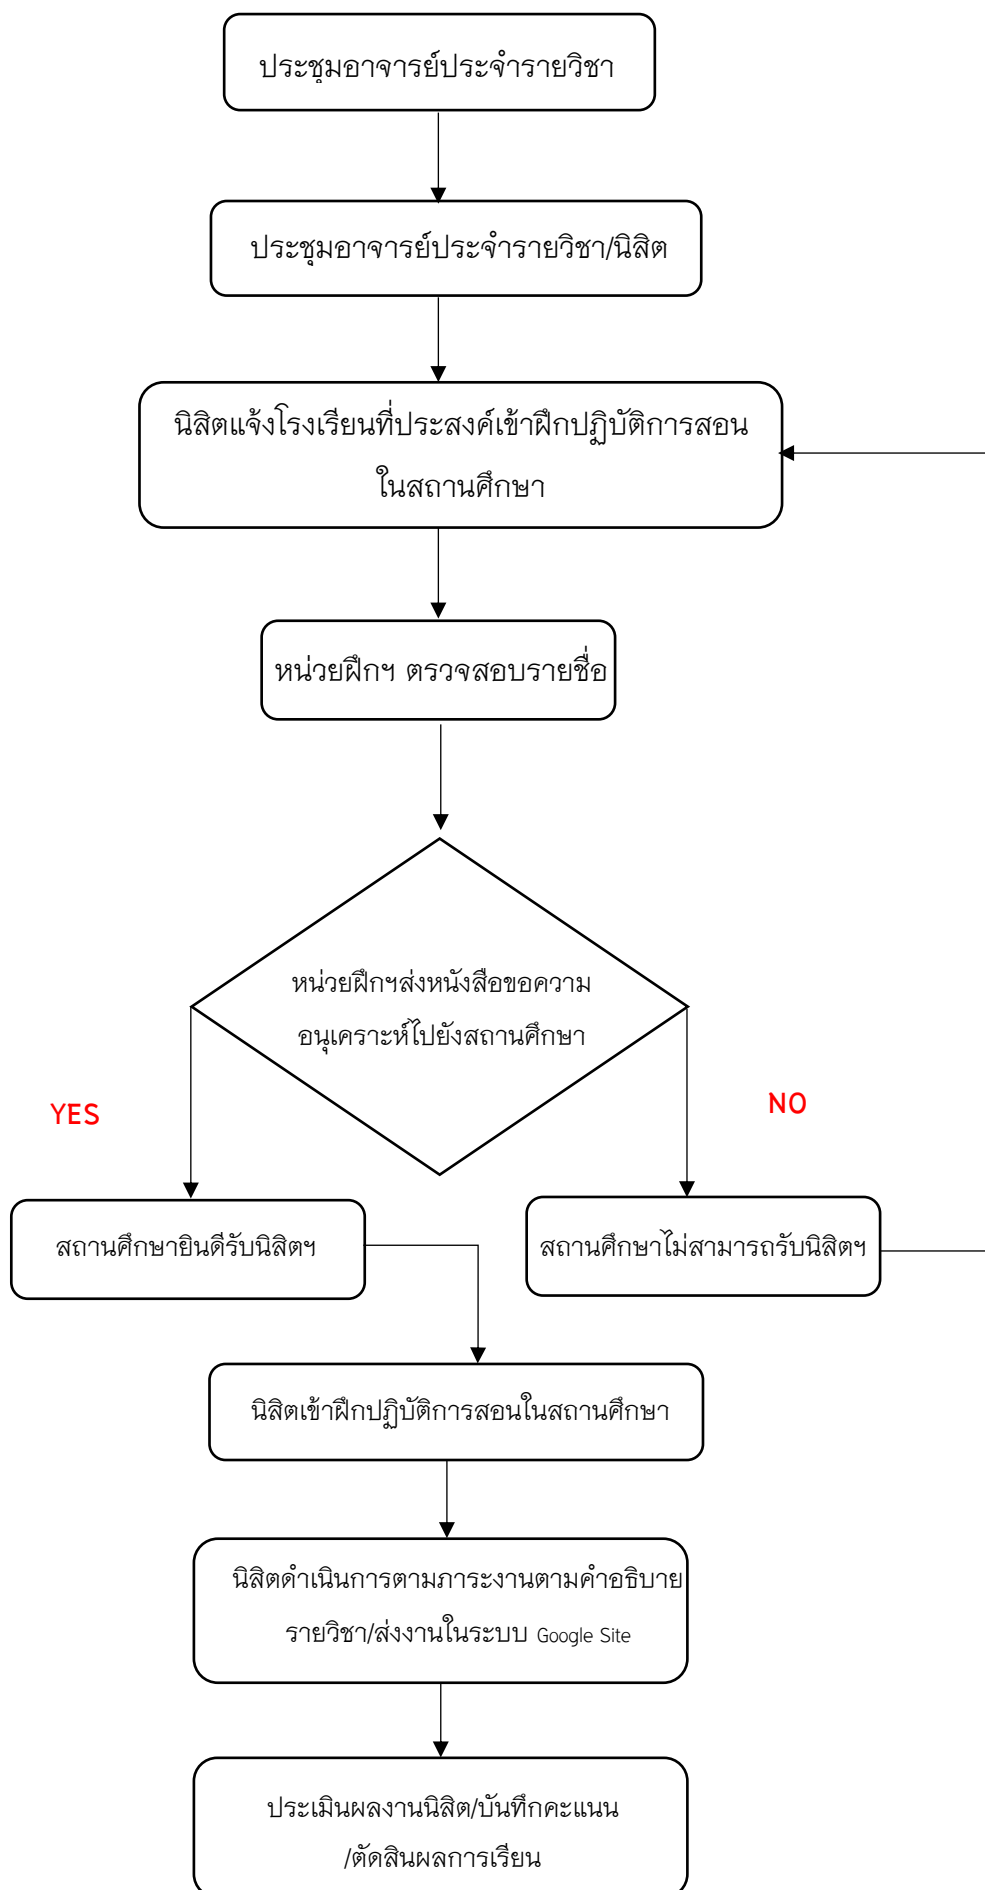 ประชุมอาจารย์ประจำรายวิชา
ประชุมอาจารย์ประจำรายวิชา/นิสิต
นิสิตแจ้งโรงเรียนที่ประสงค์เข้าฝึกปฏิบัติการสอน
ในสถานศึกษา
หน่วยฝึกฯ ตรวจสอบรายชื่อ
หน่วยฝึกฯส่งหนังสือขอความ
อนุเคราะห์ไปยังสถานศึกษา
YES
NO
สถานศึกษายินดีรับนิสิตฯ
สถานศึกษาไม่สามารถรับนิสิตฯ
นิสิตเข้าฝึกปฏิบัติการสอนในสถานศึกษา
นิสิตดำเนินการตามภาระงานตามคำอธิบาย
รายวิชา/ส่งงานในระบบ Google Site
ประเมินผลงานนิสิต/บันทึกคะแนน
/ตัดสินผลการเรียน